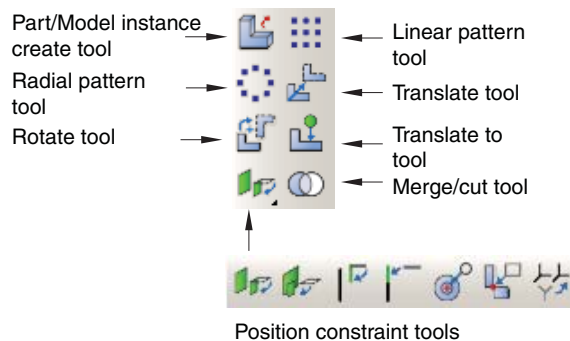 Part/Model instance
create tool
Linear pattern
tool
Radial pattern
tool
Translate tool
Rotate tool
Translate to
tool
Merge/cut tool
Position constraint tools